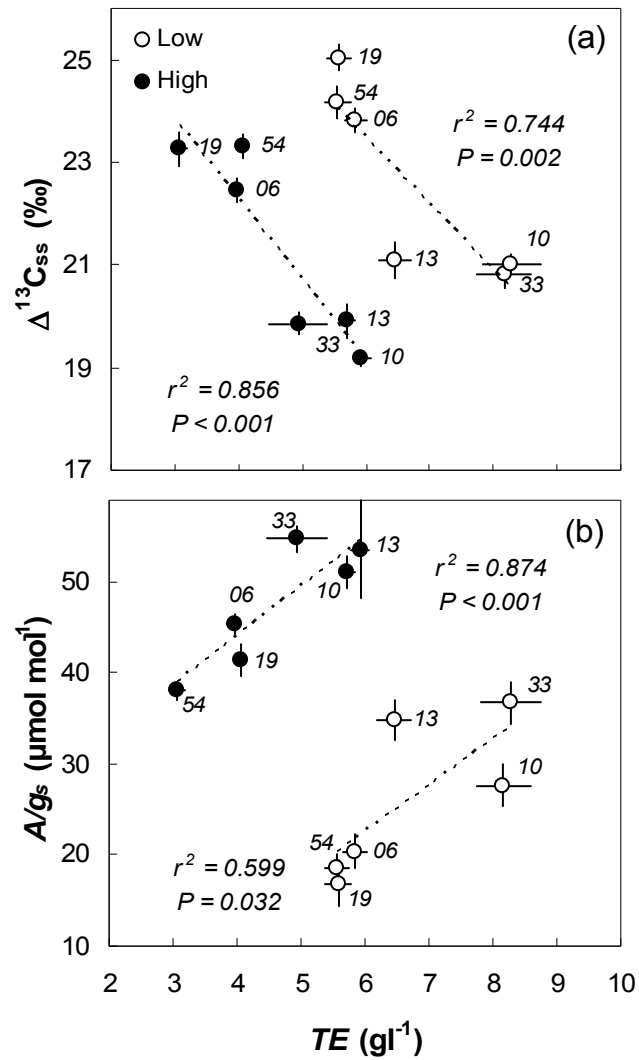 Low
High
(a)
25
23
21
19
17
Δ¹³Css (‰)
19
54
06
r² = 0.744
P = 0.002
19
54
06
13
10
33
13
33
10
r² = 0.856
P < 0.001
(b)
50
40
30
20
10
A/gs (µmol mol¹)
33
13
10
06
19
54
r² = 0.874
P < 0.001
33
13
10
54
06
19
r² = 0.599
P = 0.032
2 3 4 5 6 7 8 9 10
TE (gl⁻¹)